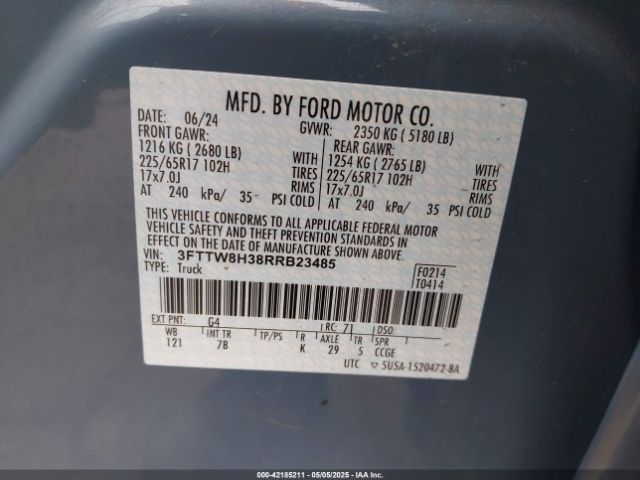 MFD. BY FORD MOTOR CO.
DATE: 06/24 GVWR: 2350 KG ( 5180 LB)
FRONT GAWR: REAR GAWR:
1216 KG ( 2680 LB) WITH 1254 KG ( 2765 LB) WITH
225/65R17 102H TIRES 225/65R17 102H TIRES
17x7.0J RIMS 17x7.0J RIMS
AT 240 kPa/ 35 PSI COLD AT 240 kPa/ 35 PSI COLD
THIS VEHICLE CONFORMS TO ALL APPLICABLE FEDERAL MOTOR
VEHICLE SAFETY AND THEFT PREVENTION STANDARDS IN
EFFECT ON THE DATE OF MANUFACTURE SHOWN ABOVE.
VIN: 3FTTW8H38RRB23485 F0214
TYPE: Truck T0414
EXT PNT: G4 RC: 71 DSO:
WB INT TR TP/PS R AXLE TR SPR
121 7B K 29 5 CCGE
UTC ▽ 5U5A-1520472-BA
000-42185211 - 05/05/2025 - IAA, Inc.